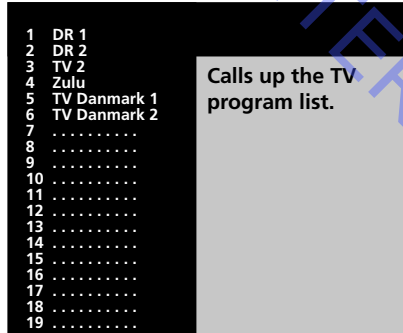 1 DR 1
2 DR 2
3 TV 2
4 Zulu
5 TV Danmark 1
6 TV Danmark 2
7 . . . . . . . . . .
8 . . . . . . . . . .
9 . . . . . . . . . .
10 . . . . . . . . . .
11 . . . . . . . . . .
12 . . . . . . . . . .
13 . . . . . . . . . .
14 . . . . . . . . . .
15 . . . . . . . . . .
16 . . . . . . . . . .
17 . . . . . . . . . .
18 . . . . . . . . . .
19 . . . . . . . . . .
Calls up the TV
program list.